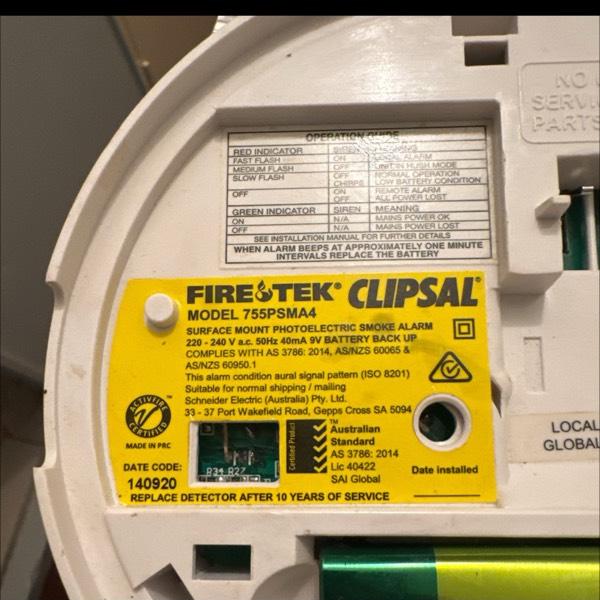 NO
SERVI
PARTS
OPERATION GUIDE
RED INDICATOR SIREN MEANING
FAST FLASH ON LOCAL ALARM
MEDIUM FLASH OFF UNIT IN HUSH MODE
SLOW FLASH OFF NORMAL OPERATION
CHIRPS LOW BATTERY CONDITION
OFF ON REMOTE ALARM
OFF ALL POWER LOST
GREEN INDICATOR SIREN MEANING
ON N/A MAINS POWER OK
OFF N/A MAINS POWER LOST
SEE INSTALLATION MANUAL FOR FURTHER DETAILS
WHEN ALARM BEEPS AT APPROXIMATELY ONE MINUTE
INTERVALS REPLACE THE BATTERY
FIRETEK® CLIPSAL®
MODEL 755PSMA4
SURFACE MOUNT PHOTOELECTRIC SMOKE ALARM
220 - 240 V a.c. 50Hz 40mA 9V BATTERY BACK UP
COMPLIES WITH AS 3786: 2014, AS/NZS 60065 &
AS/NZS 60950.1
This alarm condition aural signal pattern (ISO 8201)
Suitable for normal shipping / mailing
Schneider Electric (Australia) Pty. Ltd.
33 - 37 Port Wakefield Road, Gepps Cross SA 5094
ACTIVFIRE
CERTIFIED
MADE IN PRC
R34 R27
Certified Product
™
Australian
Standard
AS 3786: 2014
Lic 40422
SAI Global
Date installed
DATE CODE:
140920
REPLACE DETECTOR AFTER 10 YEARS OF SERVICE
LOCAL
GLOBAL